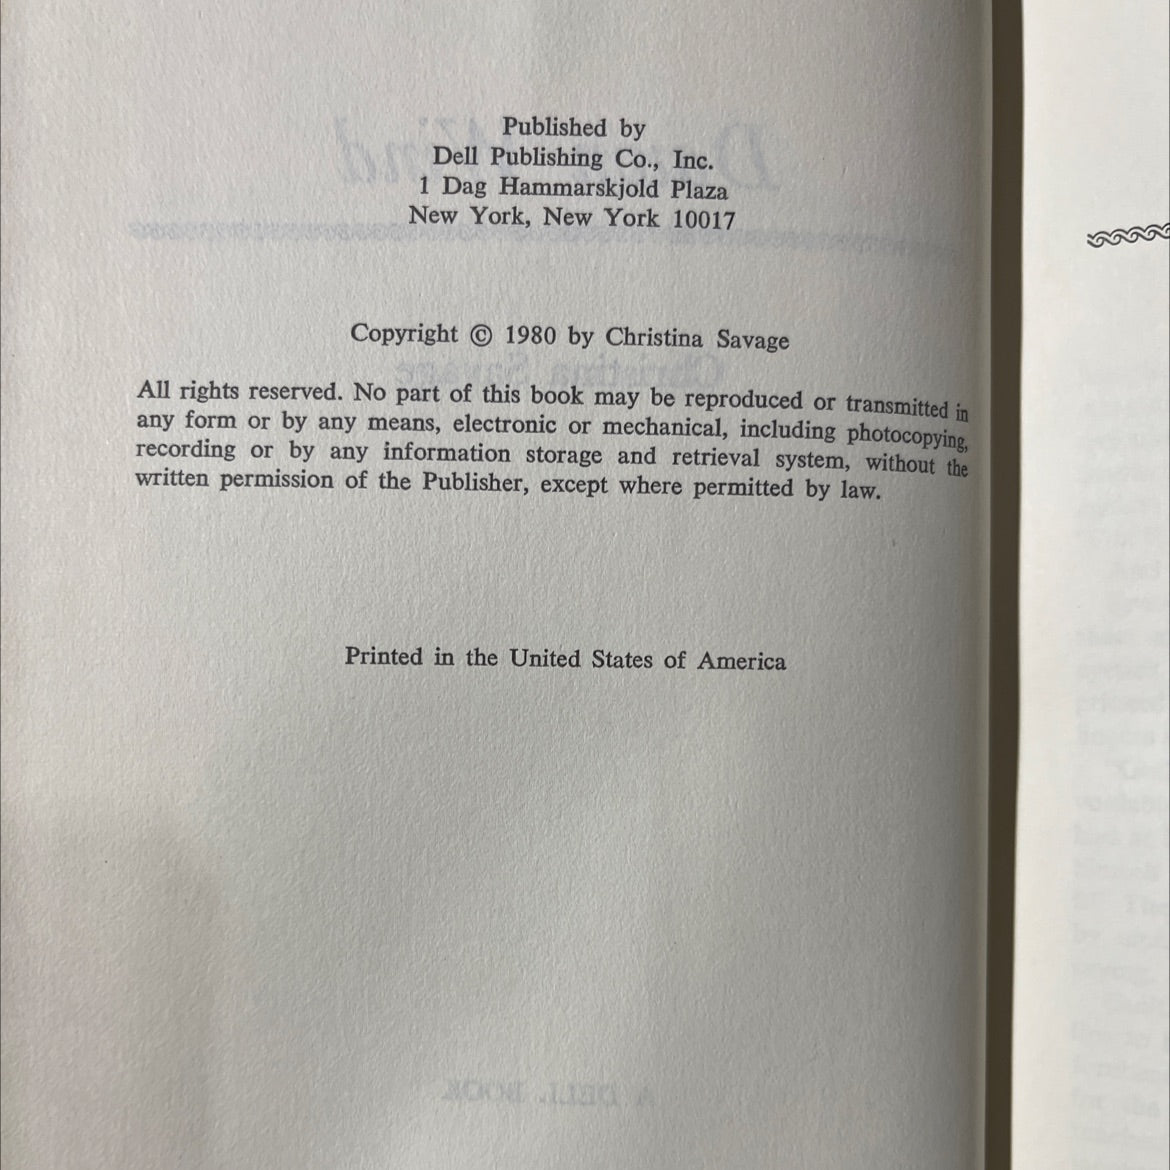 Published by
Dell Publishing Co., Inc.
1 Dag Hammarskjold Plaza
New York, New York 10017
Copyright © 1980 by Christina Savage
All rights reserved. No part of this book may be reproduced or transmitted in
any form or by any means, electronic or mechanical, including photocopying,
recording or by any information storage and retrieval system, without the
written permission of the Publisher, except where permitted by law.
Printed in the United States of America